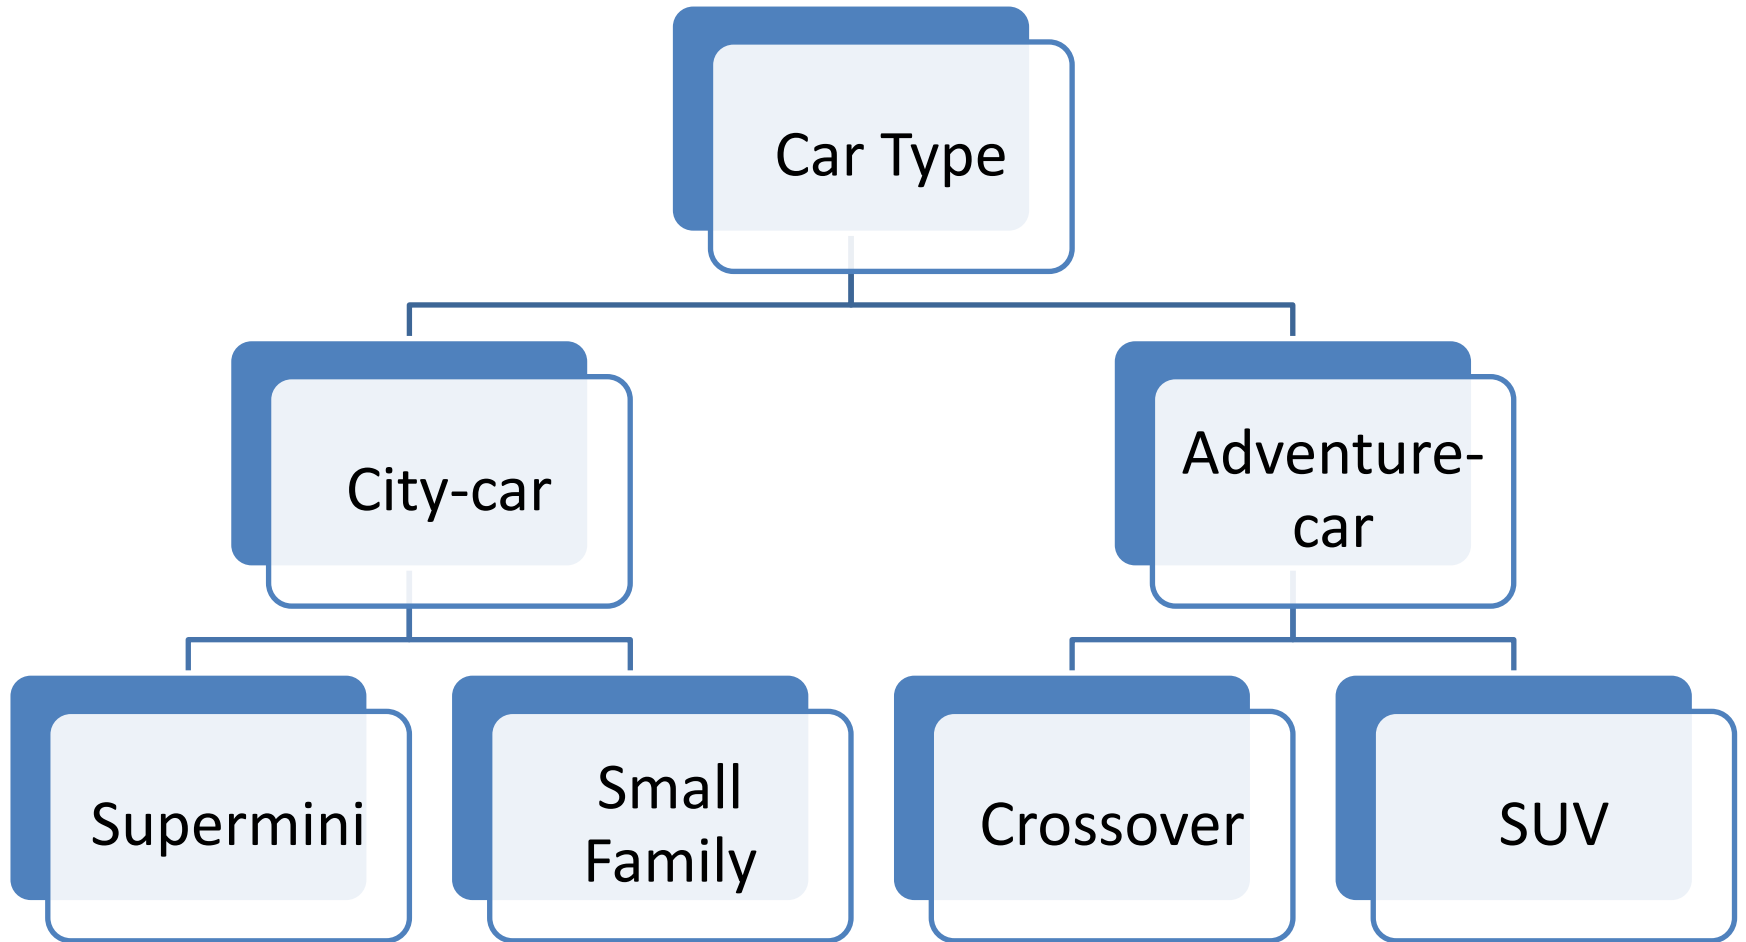 Car Type
City-car
Adventure-
car
Supermini
Small
Family
Crossover
SUV